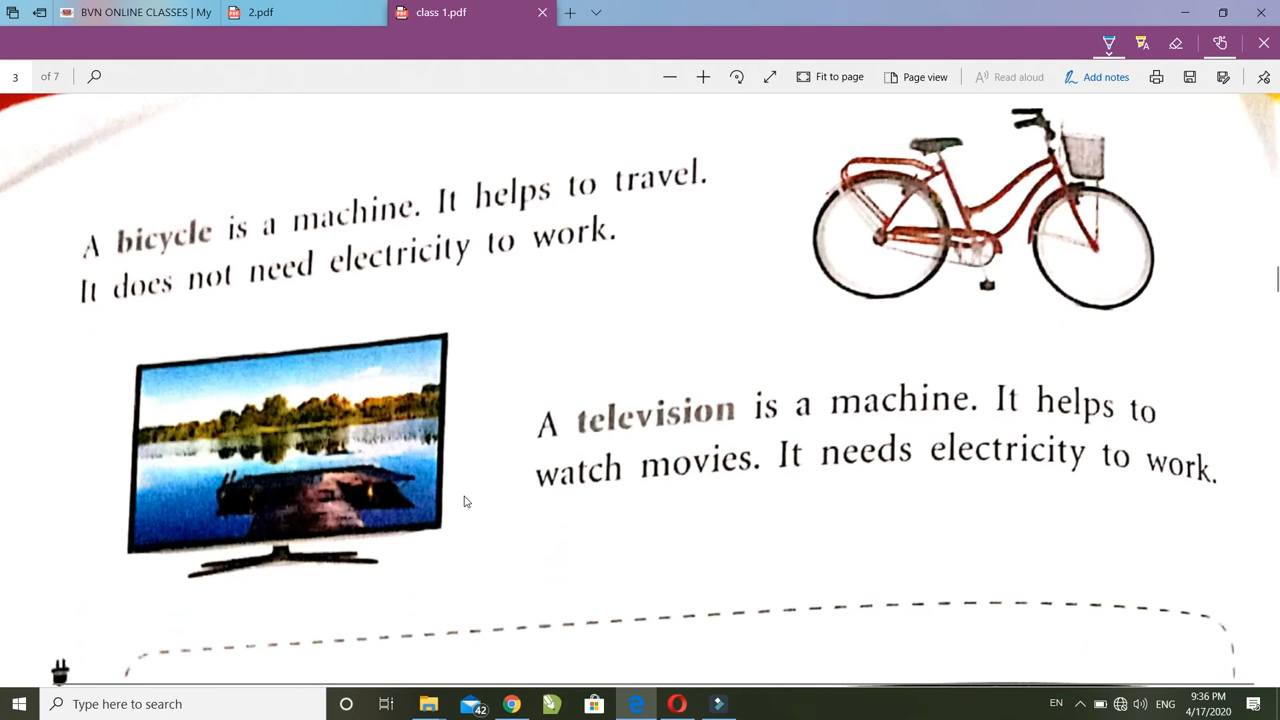 BVN ONLINE CLASSES | My
2.pdf
class 1.pdf
3 of 7
Fit to page
Page view
Read aloud
Add notes
A bicycle is a machine. It helps to travel.
It does not need electricity to work.
A television is a machine. It helps to
watch movies. It needs electricity to work.
Type here to search
42
EN
ENG
9:36 PM
4/17/2020